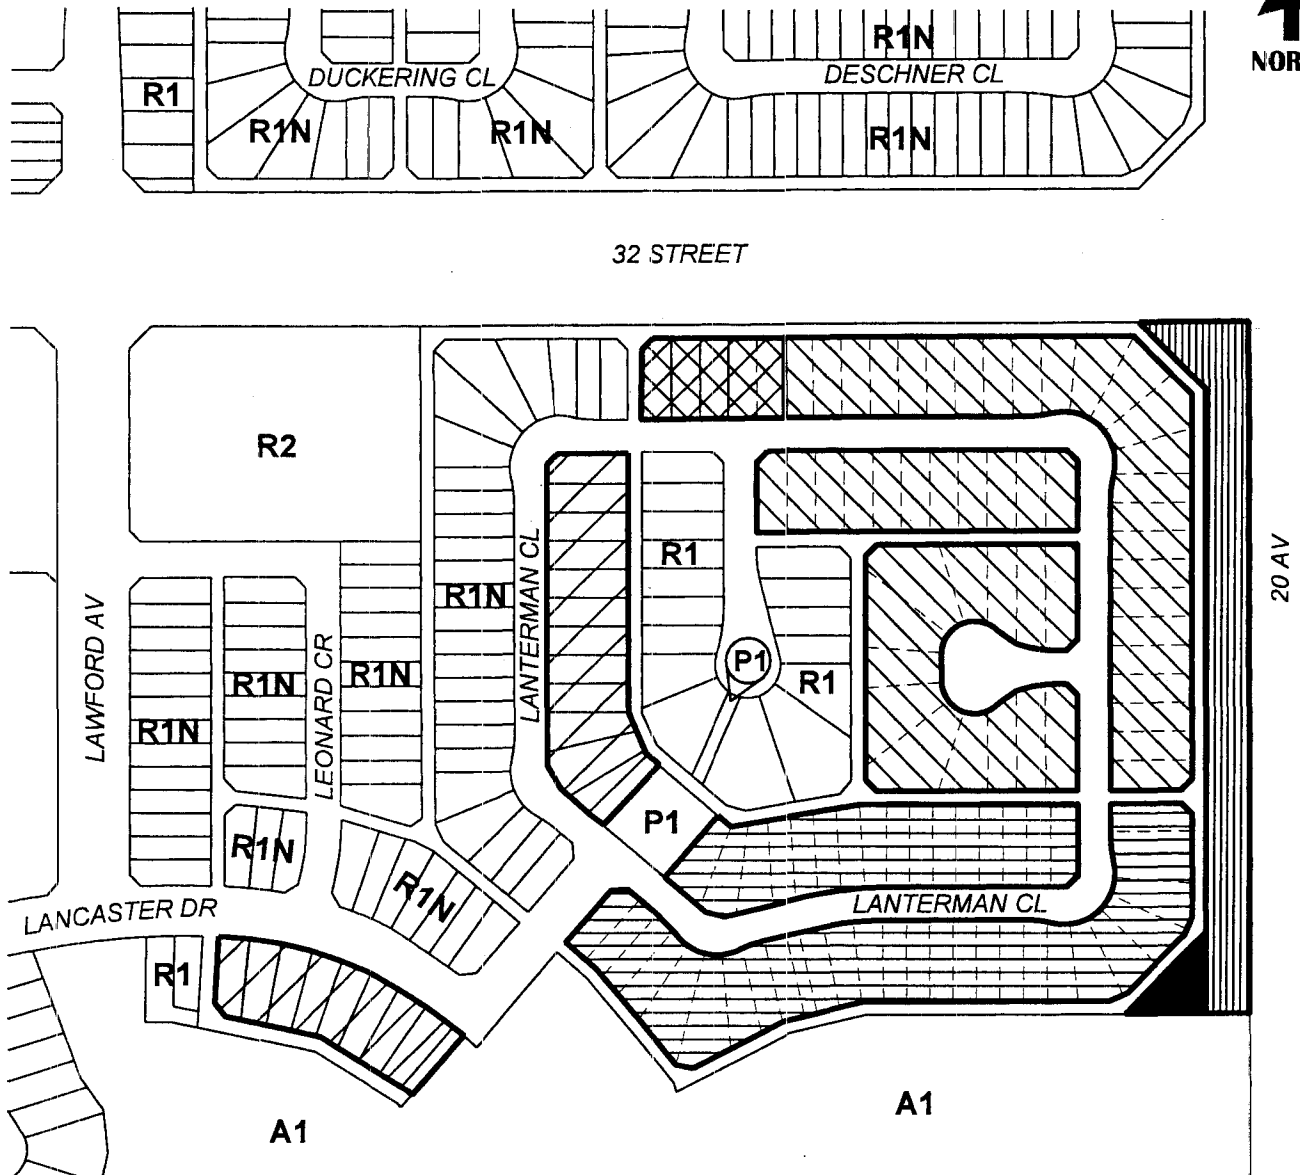 R1N
NOR
DUCKERING CL
DESCHNER CL
R1
R1N
R1N
R1N
32 STREET
R2
LANTERMAN CL
R1
20 AV
R1N
LAWFORD AV
LEONARD CR
R1N
P1
R1N
R1N
R1
R1N
P1
R1N
R1N
LANTERMAN CL
LANCASTER DR
R1
A1
A1